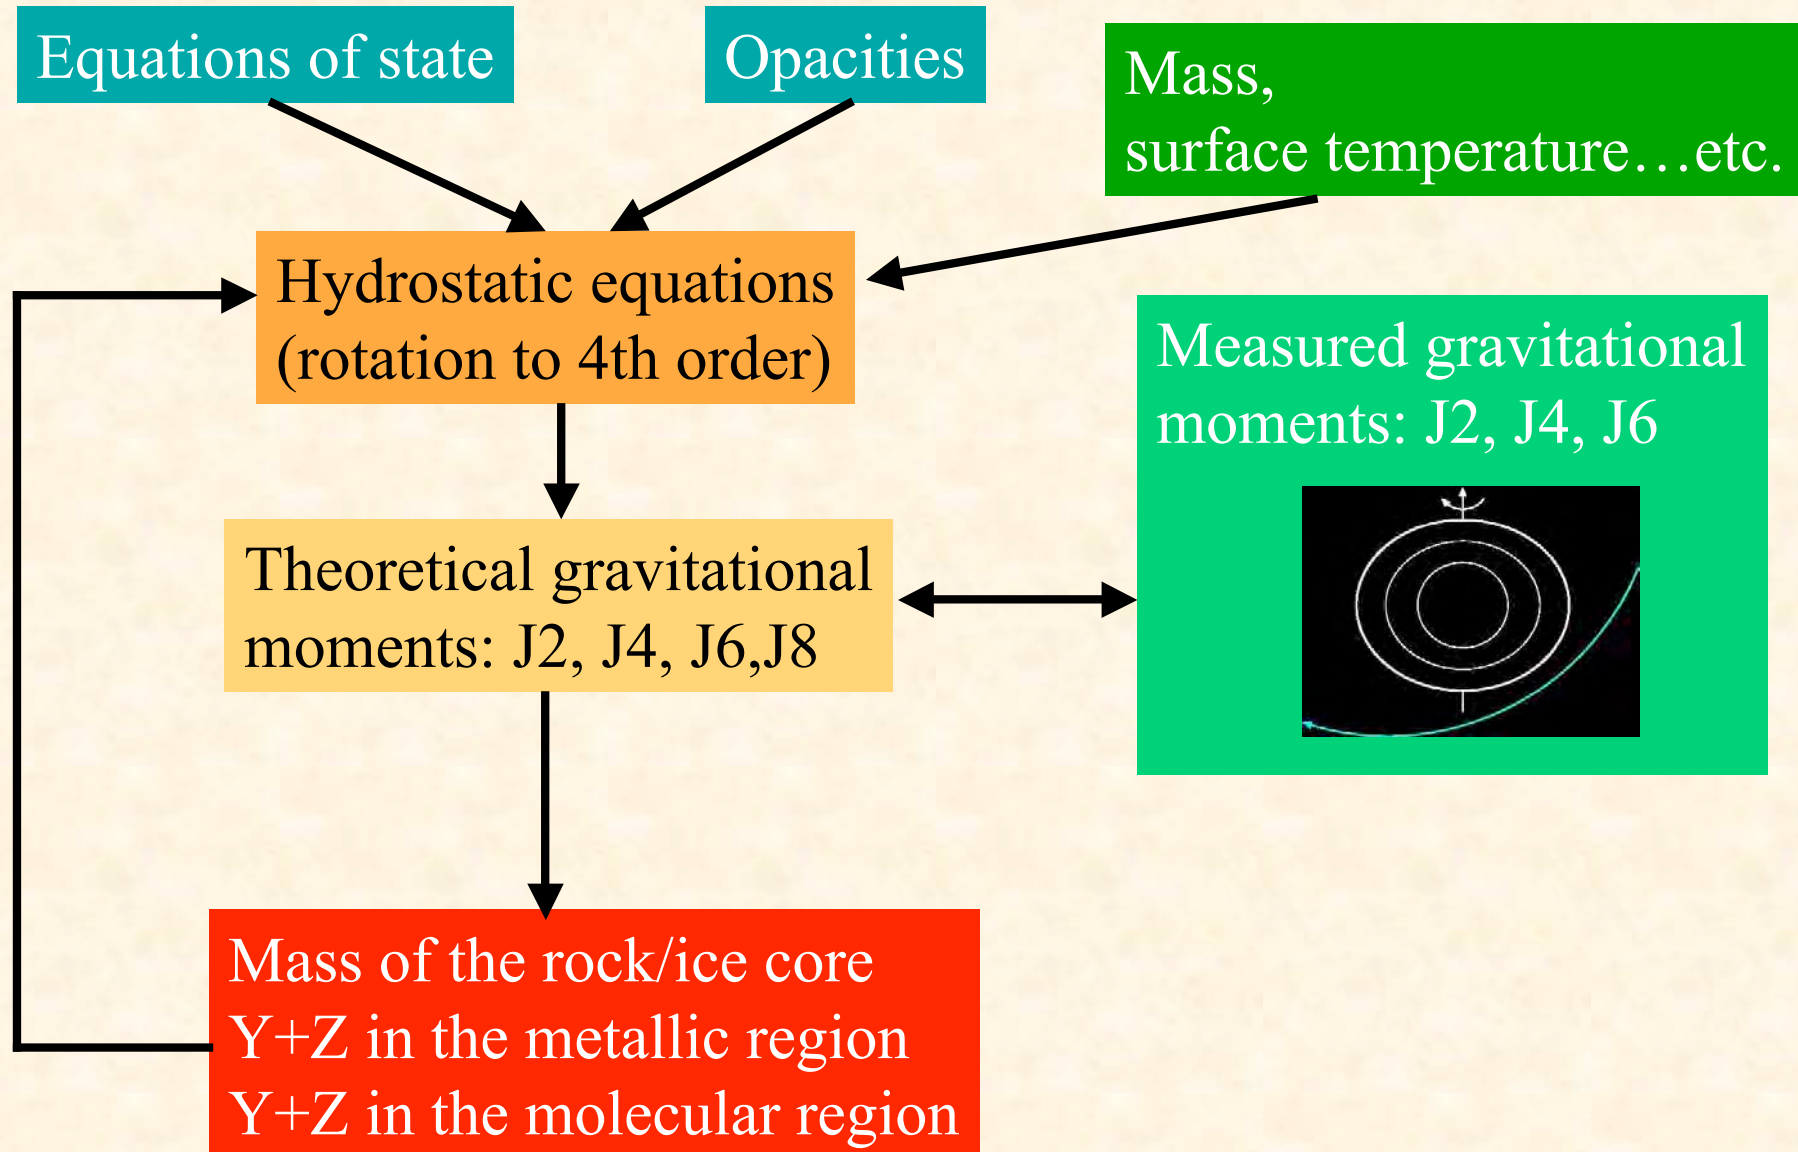 Equations of state
Opacities
Mass,
surface temperature…etc.
Hydrostatic equations
(rotation to 4th order)
Measured gravitational
moments: J2, J4, J6
Theoretical gravitational
moments: J2, J4, J6,J8
Mass of the rock/ice core
Y+Z in the metallic region
Y+Z in the molecular region